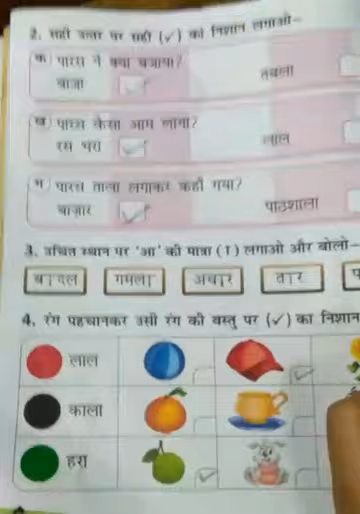 2. सही उत्तर पर सही (✓) का निशान लगाओ–
क) पारस ने क्या बजाया?
बाजा ✓ तबला
ख) पारस कैसा आम लाया?
रस भरा ✓ लाल
ग) पारस ताला लगाकर कहाँ गया?
बाज़ार ✓ पाठशाला
3. उचित स्थान पर 'आ' की मात्रा (ा) लगाओ और बोलो–
बादल गमला अचार तार
4. रंग पहचानकर उसी रंग की वस्तु पर (✓) का निशान
लाल ✓
काला
हरा ✓